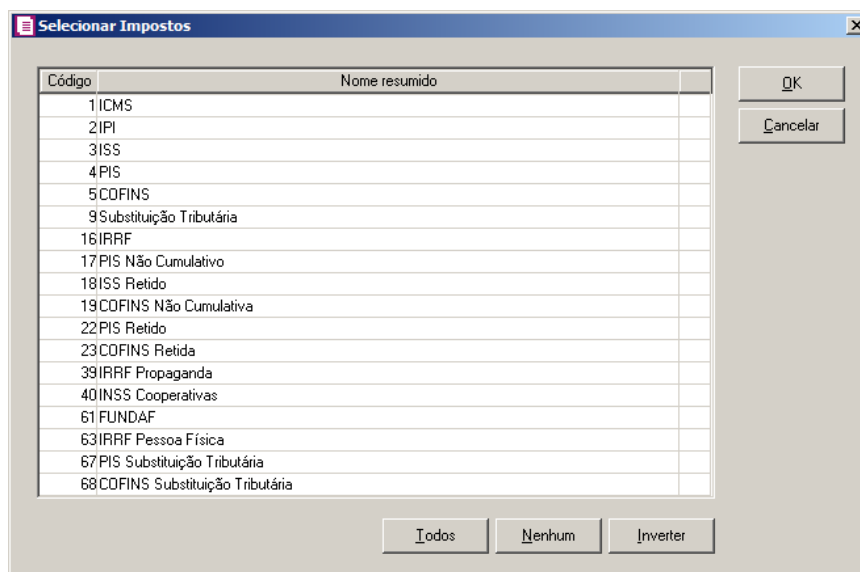 Selecionar Impostos
Código Nome resumido
1 ICMS
2 IPI
3 ISS
4 PIS
5 COFINS
9 Substituição Tributária
16 IRRF
17 PIS Não Cumulativo
18 ISS Retido
19 COFINS Não Cumulativa
22 PIS Retido
23 COFINS Retida
39 IRRF Propaganda
40 INSS Cooperativas
61 FUNDAF
63 IRRF Pessoa Física
67 PIS Substituição Tributária
68 COFINS Substituição Tributária
OK
Cancelar
Todos Nenhum Inverter